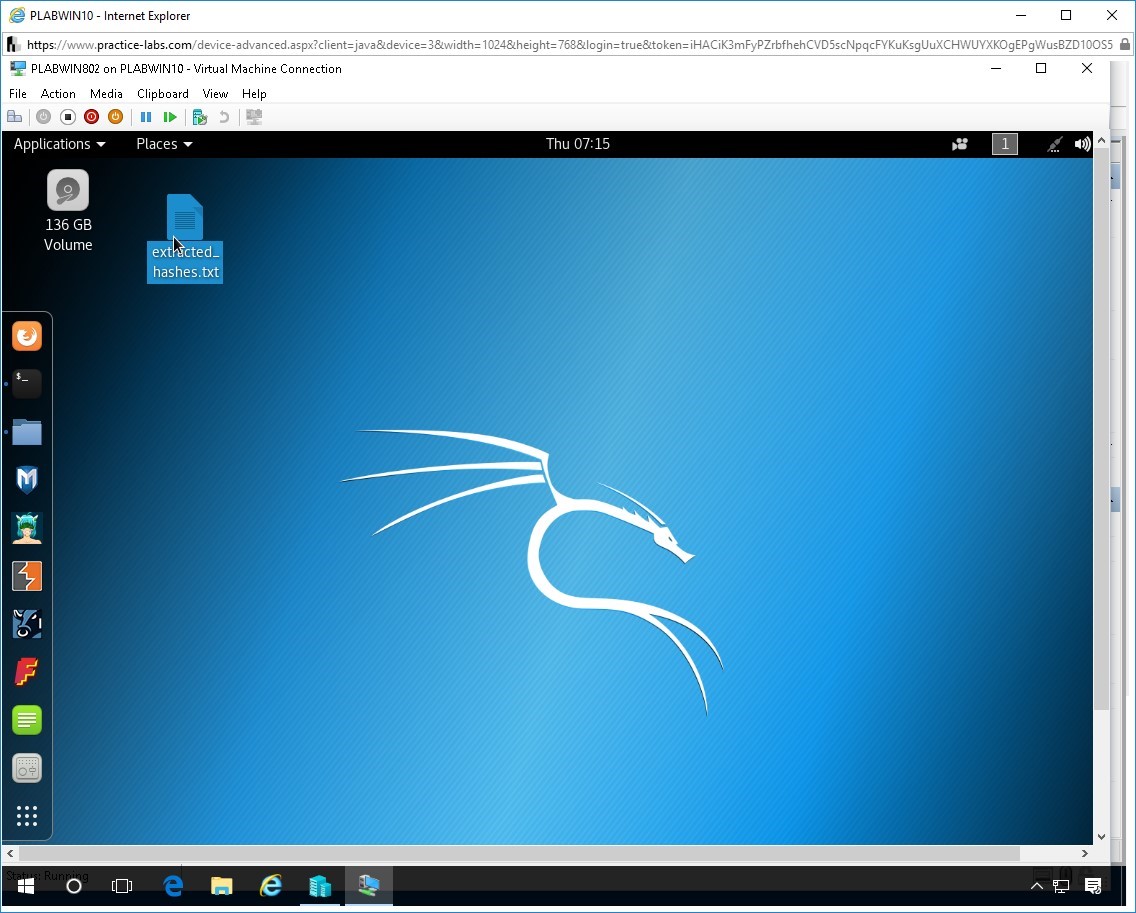 PLABWIN10 - Internet Explorer
https://www.practice-labs.com/device-advanced.aspx?client=java&device=3&width=1024&height=768&login=true&token=iHACiK3mFyPZrbfhehCVD5scNpqcFYKuKsgUuXCHWUYXKOgEPgWusBZD10OS5
PLABWIN802 on PLABWIN10 - Virtual Machine Connection
File Action Media Clipboard View Help
Applications Places Thu 07:15 1
136 GB
Volume
extracted_
hashes.txt
$_
Status: Running